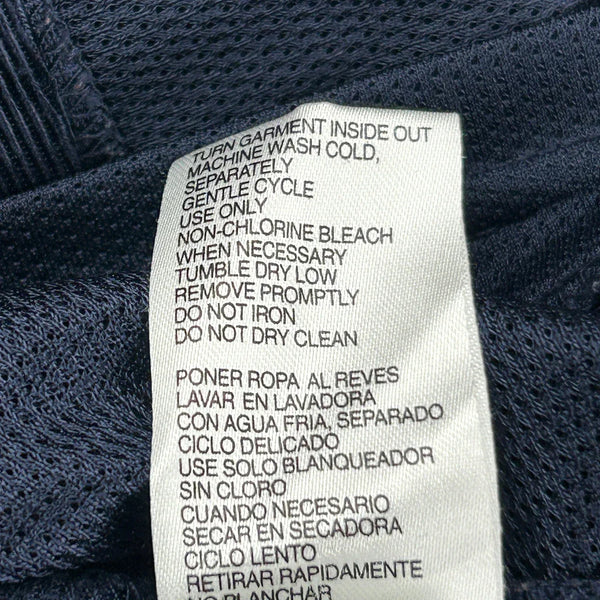 TURN GARMENT INSIDE OUT
MACHINE WASH COLD,
SEPARATELY
GENTLE CYCLE
USE ONLY
NON-CHLORINE BLEACH
WHEN NECESSARY
TUMBLE DRY LOW
REMOVE PROMPTLY
DO NOT IRON
DO NOT DRY CLEAN
PONER ROPA AL REVES
LAVAR EN LAVADORA
CON AGUA FRIA, SEPARADO
CICLO DELICADO
USE SOLO BLANQUEADOR
SIN CLORO
CUANDO NECESARIO
SECAR EN SECADORA
CICLO LENTO
RETIRAR RAPIDAMENTE
NO PLANCHAR